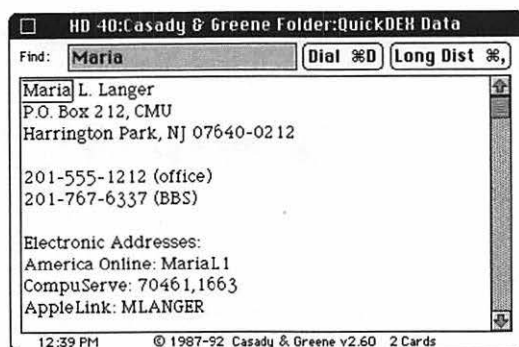 HD 40:Casady & Greene Folder:QuickDEX Data
Find: Maria Dial ⌘D Long Dist ⌘,
Maria L. Langer
P.O. Box 212, CMU
Harrington Park, NJ 07640-0212
201-555-1212 (office)
201-767-6337 (BBS)
Electronic Addresses:
America Online: MariaL1
CompuServe: 70461,1663
AppleLink: MLANGER
12:39 PM © 1987-92 Casady & Greene v2.60 2 Cards